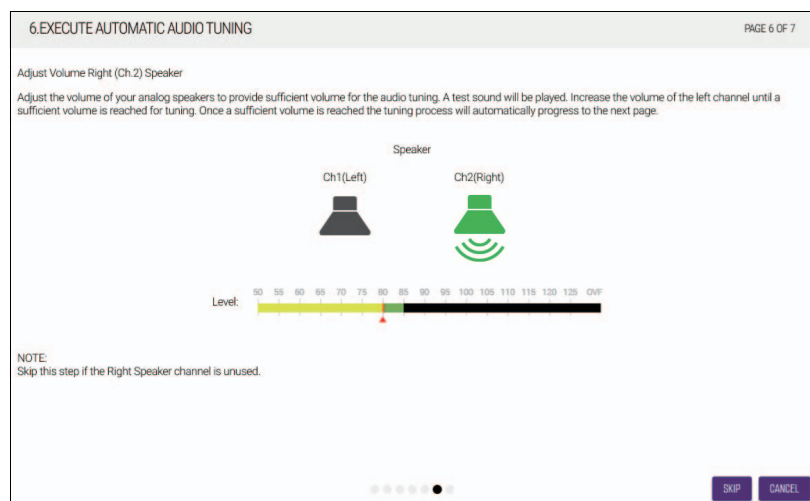 6.EXECUTE AUTOMATIC AUDIO TUNING
PAGE 6 OF 7
Adjust Volume Right (Ch.2) Speaker
Adjust the volume of your analog speakers to provide sufficient volume for the audio tuning. A test sound will be played. Increase the volume of the left channel until a
sufficient volume is reached for tuning. Once a sufficient volume is reached the tuning process will automatically progress to the next page.
Speaker
Ch1(Left) Ch2(Right)
50 55 60 65 70 75 80 85 90 95 100 105 110 115 120 125 OVF
Level:
NOTE:
Skip this step if the Right Speaker channel is unused.
SKIP CANCEL